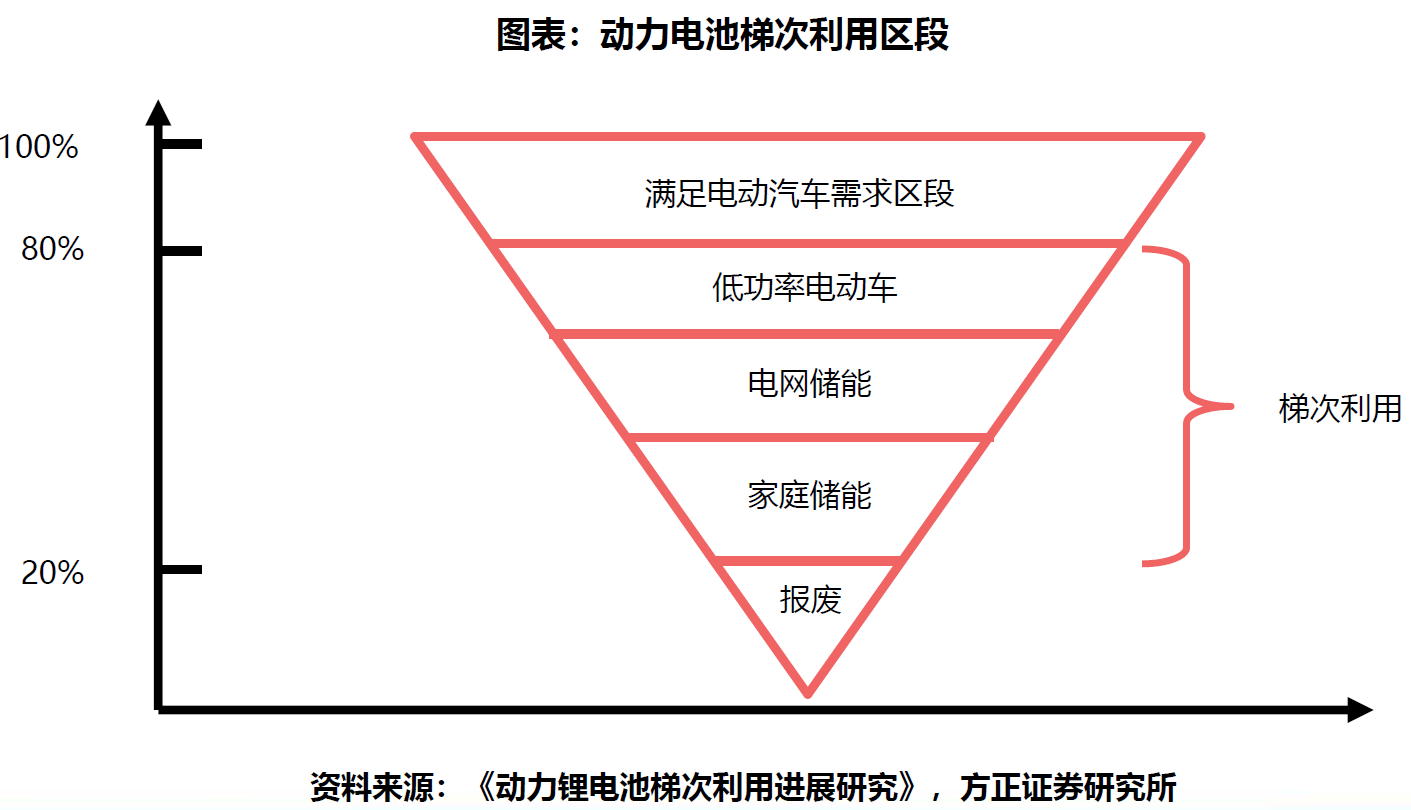 图表：动力电池梯次利用区段
100%
满足电动汽车需求区段
80%
低功率电动车
电网储能
梯次利用
家庭储能
20%
报废
资料来源：《动力锂电池梯次利用进展研究》，方正证券研究所